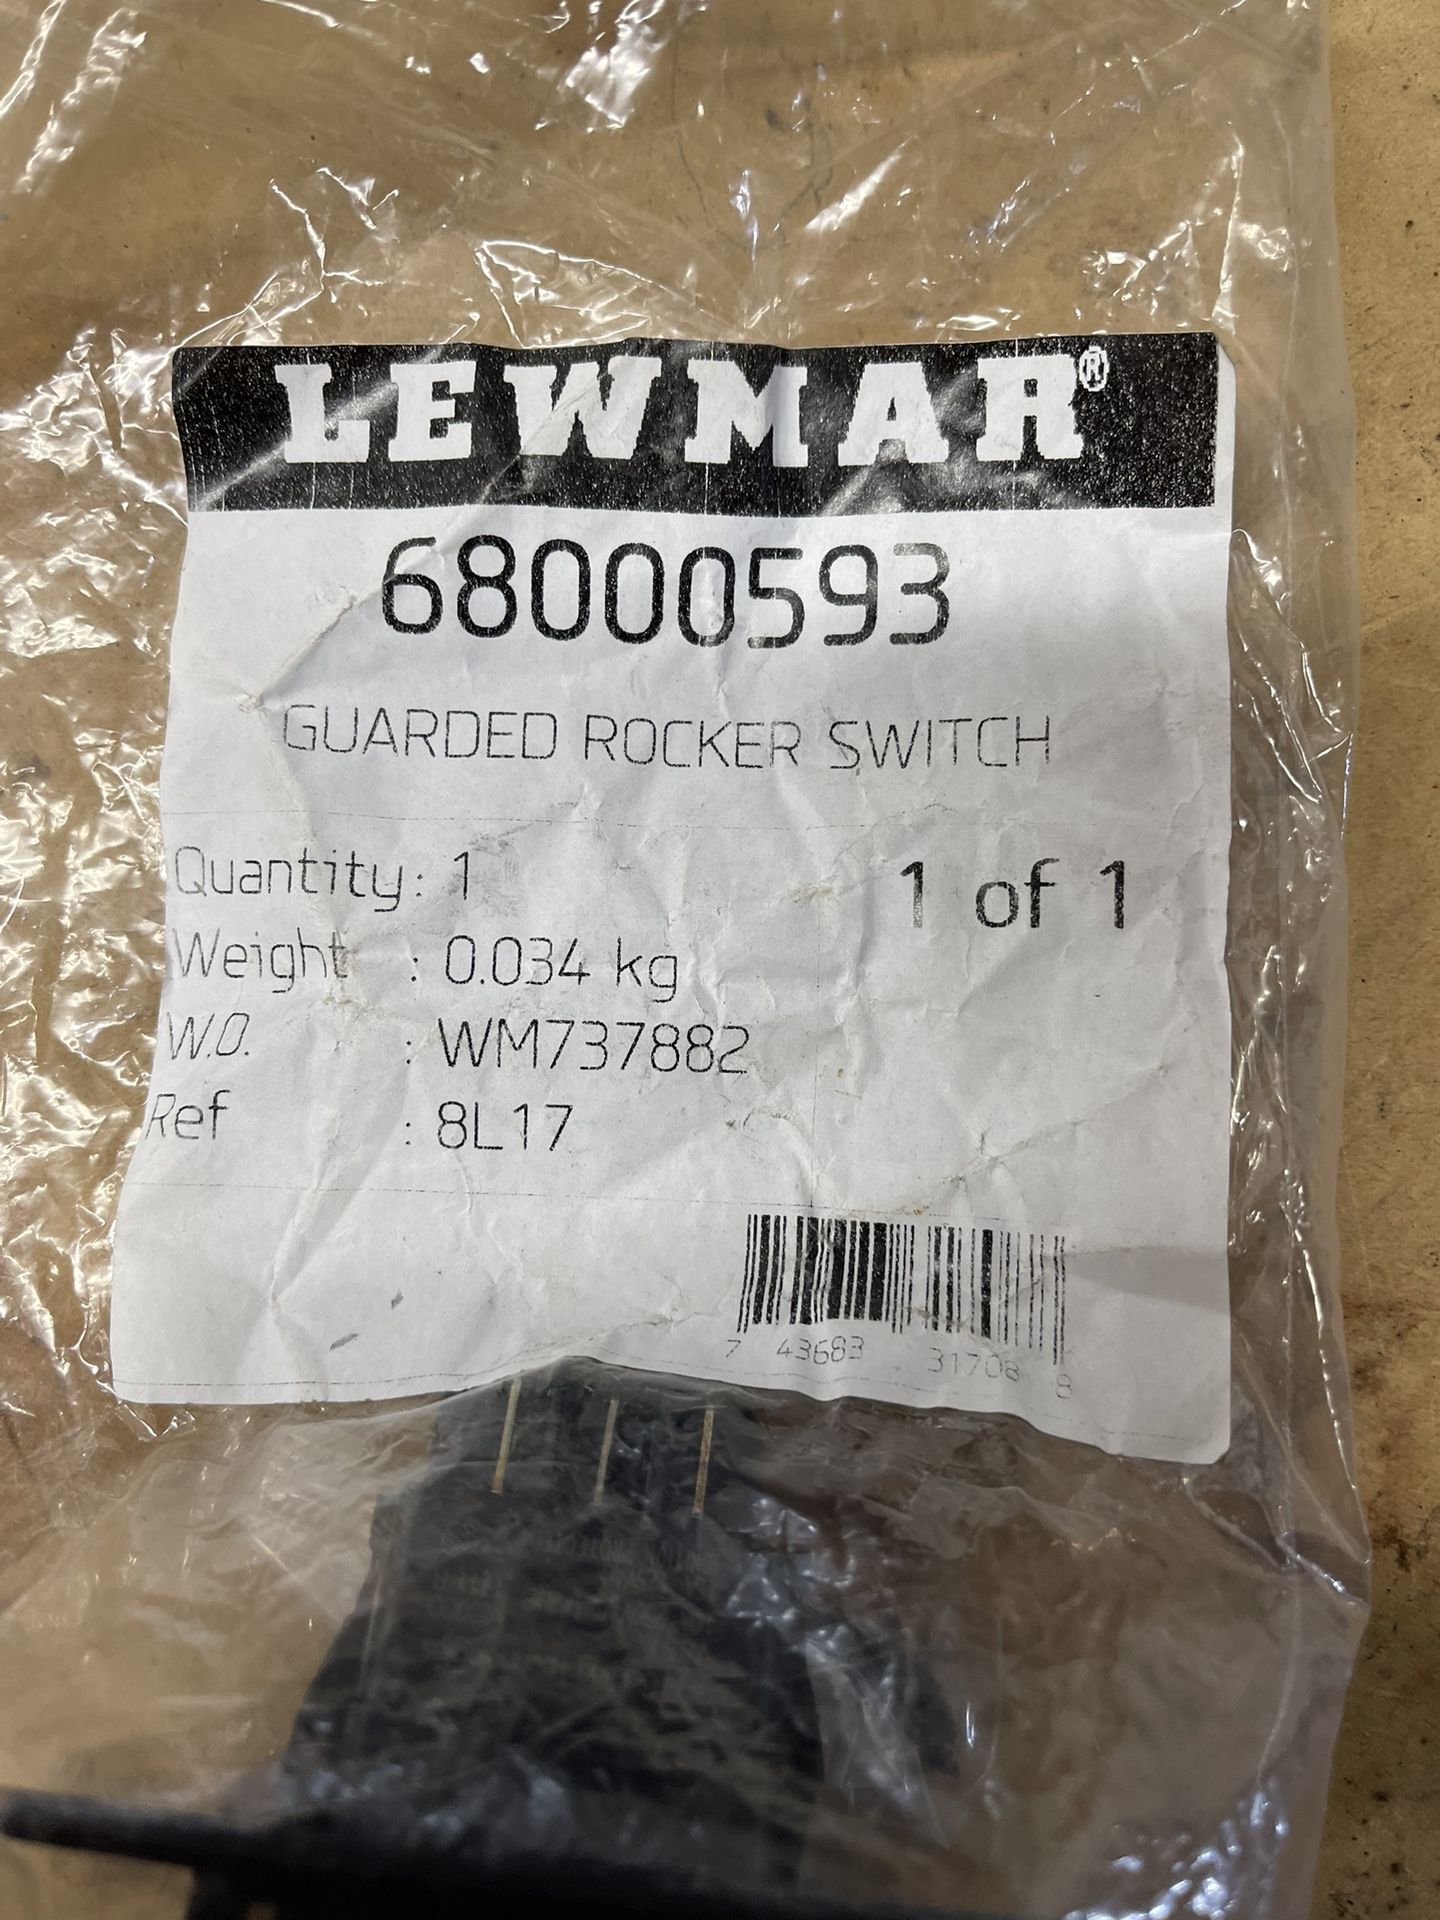 LEWMAR®
68000593
GUARDED ROCKER SWITCH
Quantity : 1
1 of 1
Weight : 0.034 kg
W.O. : WM737882
Ref : 8L17
7 43683 31708 8